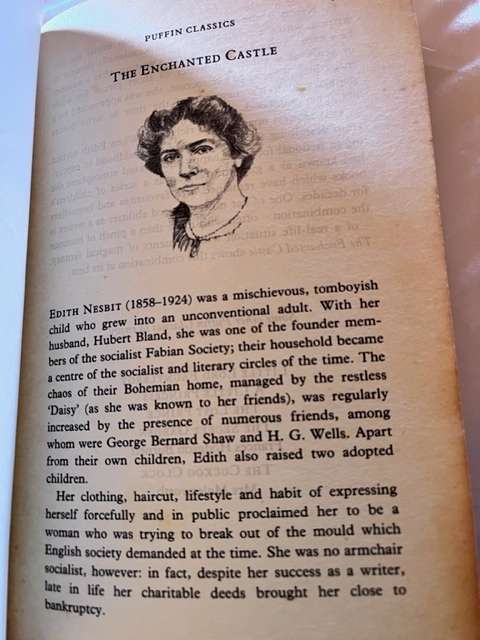 PUFFIN CLASSICS
THE ENCHANTED CASTLE
EDITH NESBIT (1858–1924) was a mischievous, tomboyish
child who grew into an unconventional adult. With her
husband, Hubert Bland, she was one of the founder mem-
bers of the socialist Fabian Society; their household became
a centre of the socialist and literary circles of the time. The
chaos of their Bohemian home, managed by the restless
‘Daisy’ (as she was known to her friends), was regularly
increased by the presence of numerous friends, among
whom were George Bernard Shaw and H. G. Wells. Apart
from their own children, Edith also raised two adopted
children.
Her clothing, haircut, lifestyle and habit of expressing
herself forcefully and in public proclaimed her to be a
woman who was trying to break out of the mould which
English society demanded at the time. She was no armchair
socialist, however: in fact, despite her success as a writer,
late in life her charitable deeds brought her close to
bankruptcy.